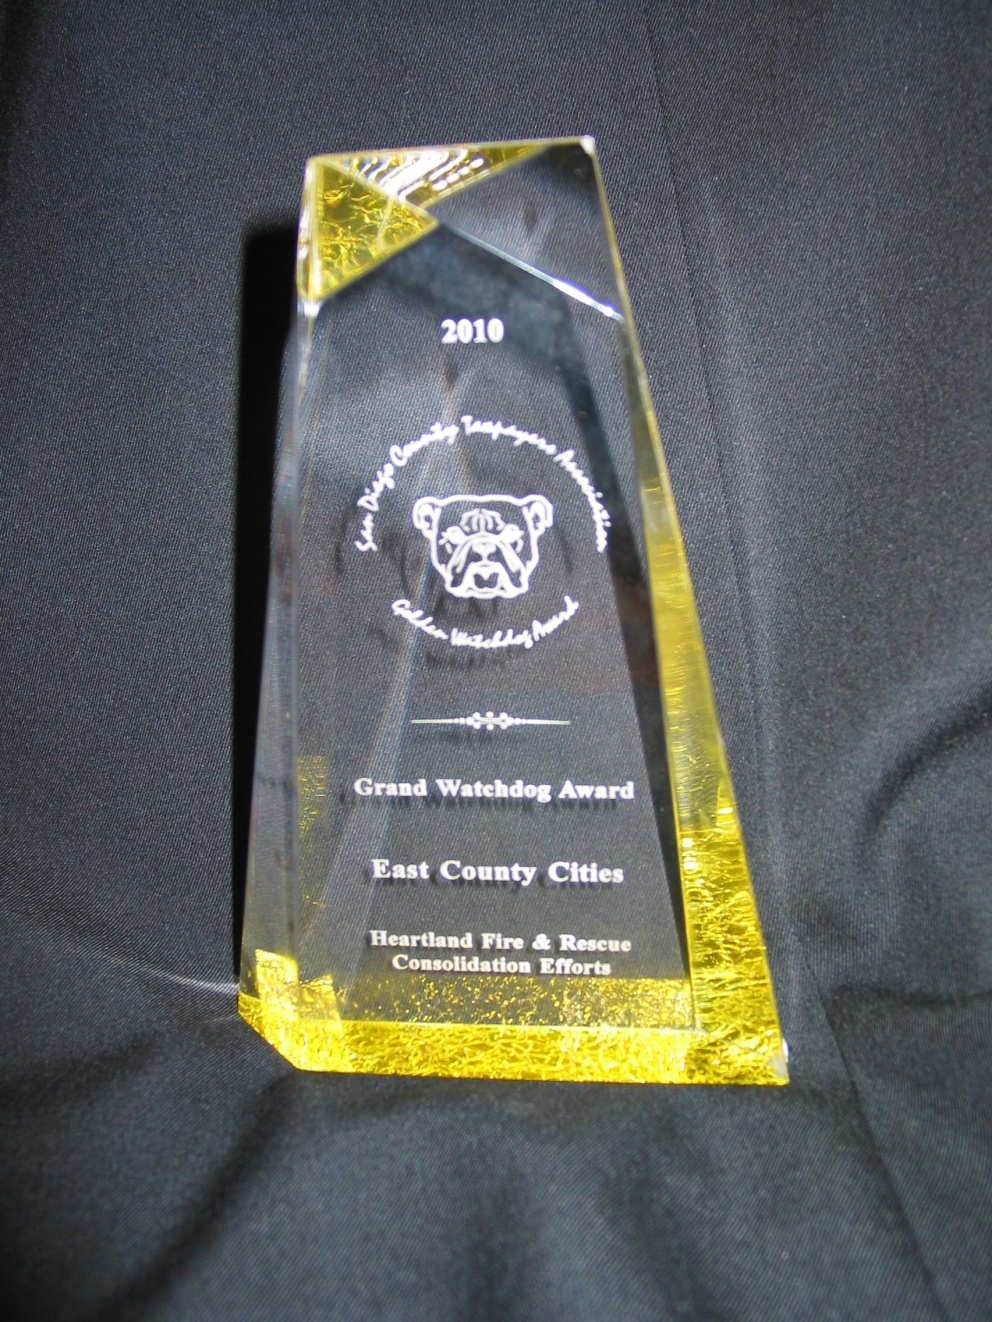 2010
San Diego County Taxpayers Association
Golden Watchdog Award
Grand Watchdog Award
East County Cities
Heartland Fire & Rescue
Consolidation Efforts